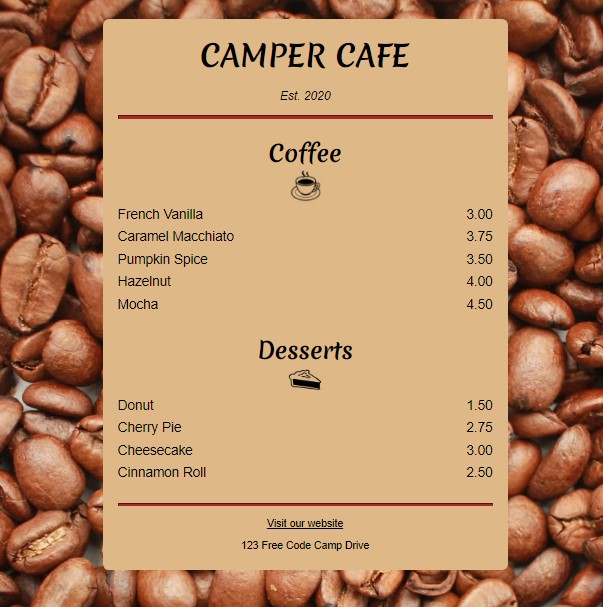 CAMPER CAFE
Est. 2020
Coffee
French Vanilla 3.00
Caramel Macchiato 3.75
Pumpkin Spice 3.50
Hazelnut 4.00
Mocha 4.50
Desserts
Donut 1.50
Cherry Pie 2.75
Cheesecake 3.00
Cinnamon Roll 2.50
Visit our website
123 Free Code Camp Drive